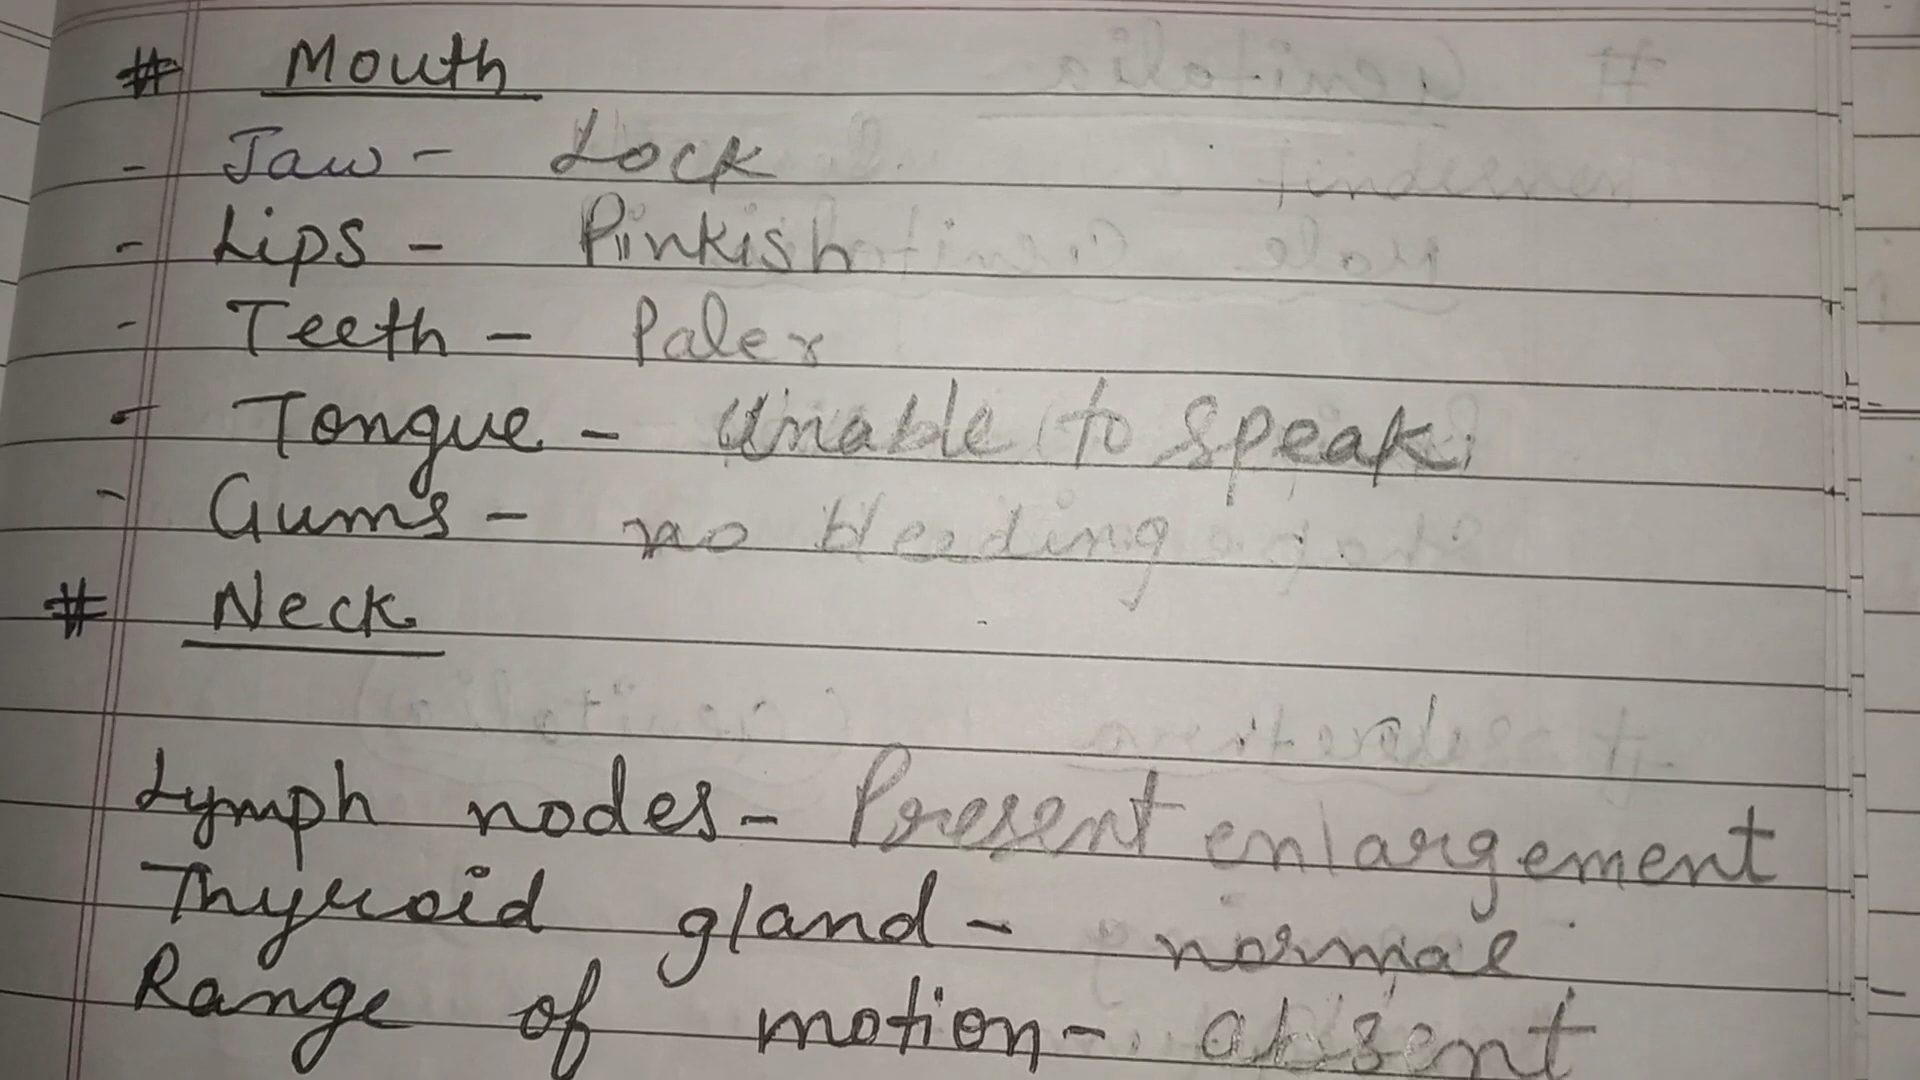 # Mouth
- Jaw - Lock
- Lips - Pinkish
- Teeth - Paler
- Tongue - Unable to speak.
- Gums - no bleeding
# Neck
Lymph nodes - Present enlargement
Thyroid gland - normal
Range of motion - absent